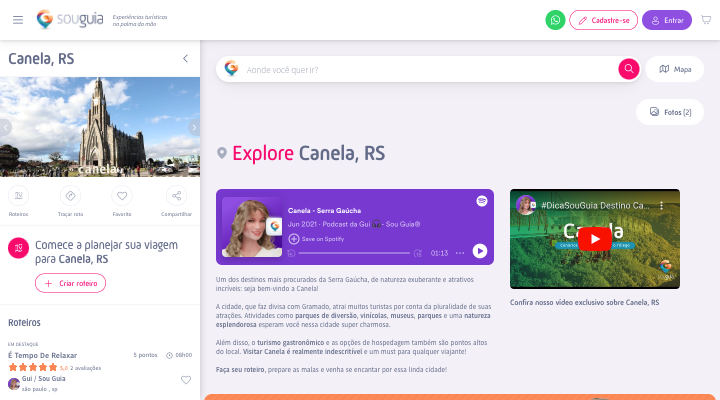 souguia
Experiências turísticas
na palma da mão
Cadastre-se
Entrar
Canela, RS
canela
Roteiros
Traçar rota
Favorito
Compartilhar
Comece a planejar sua viagem
para Canela, RS
Criar roteiro
Roteiros
EM DESTAQUE
É Tempo De Relaxar
5 pontos
08h00
5,0
2 avaliações
Gui / Sou Guia
são paulo , sp
Aonde você quer ir?
Mapa
Fotos (2)
Explore Canela, RS
Canela - Serra Gaúcha
Jun 2021 · Podcast da Gui - Sou Guia®
Save on Spotify
01:13
#DicaSouGuia Destino Ca...
Confira nosso vídeo exclusivo sobre Canela, RS
Um dos destinos mais procurados da Serra Gaúcha, de natureza exuberante e atrativos
incríveis: seja bem-vindo a Canela!
A cidade, que faz divisa com Gramado, atrai muitos turistas por conta da pluralidade de suas
atrações. Atividades como parques de diversão, vinícolas, museus, parques e uma natureza
esplendorosa esperam você nessa cidade super charmosa.
Além disso, o turismo gastronômico e as opções de hospedagem também são pontos altos
do local. Visitar Canela é realmente indescritível e um must para qualquer viajante!
Faça seu roteiro, prepare as malas e venha se encantar por essa linda cidade!